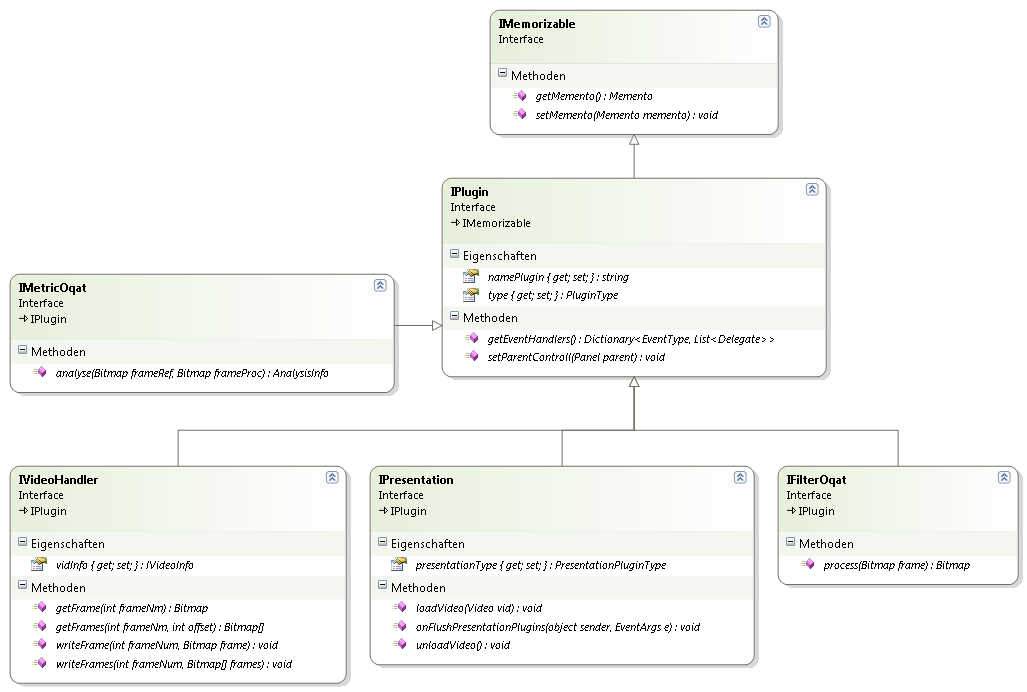 IMemorizable
Interface
Methoden
getMemento() : Memento
setMemento(Memento memento) : void
IPlugin
Interface
IMemorizable
Eigenschaften
namePlugin { get; set; } : string
type { get; set; } : PluginType
Methoden
getEventHandlers() : Dictionary<EventType, List<Delegate>>
setParentControll(Panel parent) : void
IMetricOqat
Interface
IPlugin
Methoden
analyse(Bitmap frameRef, Bitmap frameProc) : AnalysisInfo
IVideoHandler
Interface
IPlugin
Eigenschaften
vidInfo { get; set; } : IVideoInfo
Methoden
getFrame(int frameNm) : Bitmap
getFrames(int frameNm, int offset) : Bitmap[]
writeFrame(int frameNum, Bitmap frame) : void
writeFrames(int frameNum, Bitmap[] frames) : void
IPresentation
Interface
IPlugin
Eigenschaften
presentationType { get; set; } : PresentationPluginType
Methoden
loadVideo(Video vid) : void
onFlushPresentationPlugins(object sender, EventArgs e) : void
unloadVideo() : void
IFilterOqat
Interface
IPlugin
Methoden
process(Bitmap frame) : Bitmap